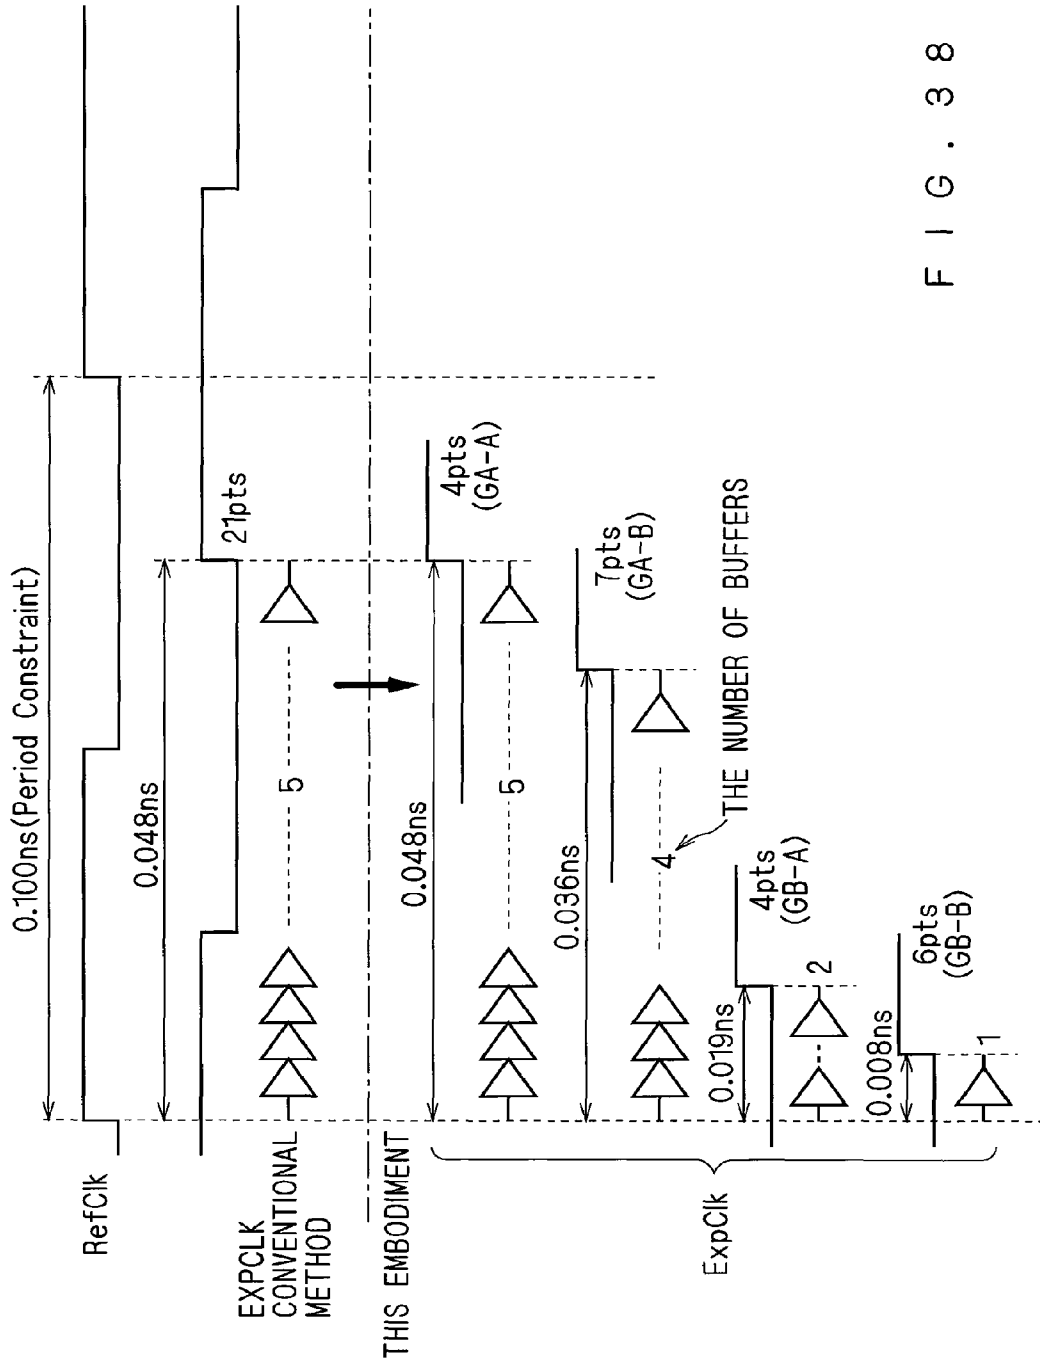 0.100ns(Period Constraint)
RefClk
0.048ns
21pts
EXPCLK
CONVENTIONAL
METHOD
5
THIS EMBODIMENT
0.048ns
4pts
(GA-A)
5
0.036ns
7pts
(GA-B)
4
THE NUMBER OF BUFFERS
ExpClk
0.019ns
4pts
(GB-A)
2
0.008ns
6pts
(GB-B)
1
FIG. 38